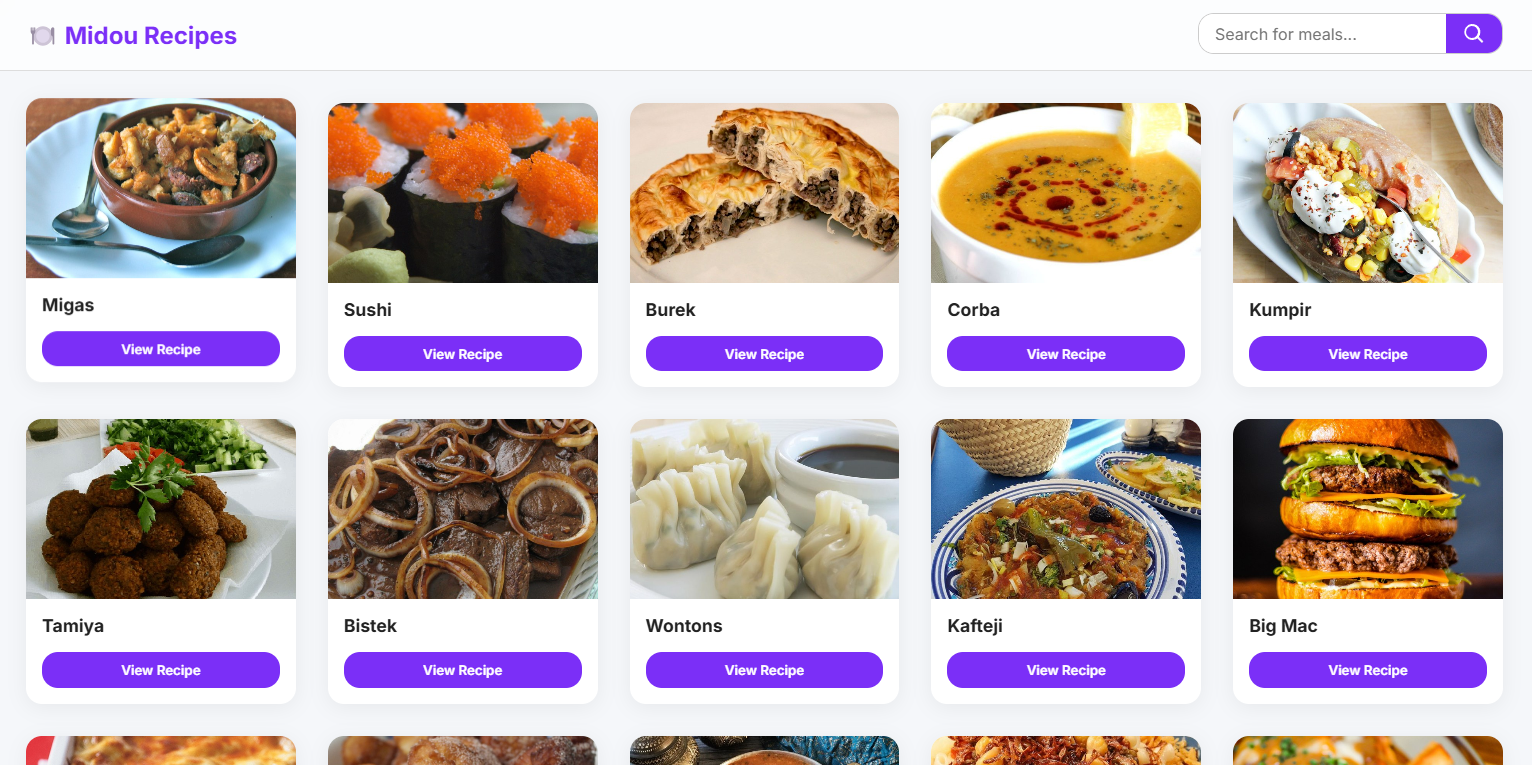 Midou Recipes
Search for meals...
Migas
View Recipe
Sushi
View Recipe
Burek
View Recipe
Corba
View Recipe
Kumpir
View Recipe
Tamiya
View Recipe
Bistek
View Recipe
Wontons
View Recipe
Kafteji
View Recipe
Big Mac
View Recipe